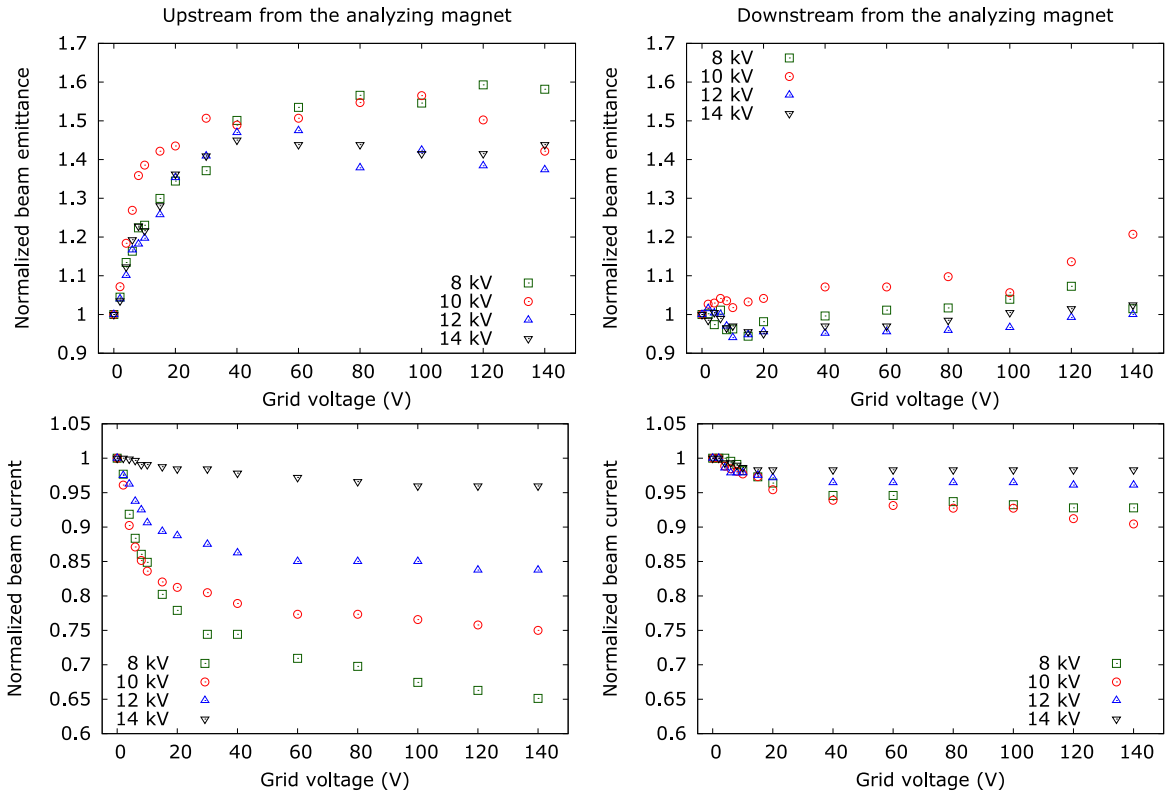 Upstream from the analyzing magnet
Normalized beam emittance
1.7
1.6
1.5
1.4
1.3
1.2
1.1
1
0.9
8 kV
10 kV
12 kV
14 kV
0 20 40 60 80 100 120 140
Grid voltage (V)
Downstream from the analyzing magnet
Normalized beam emittance
1.7
1.6
1.5
1.4
1.3
1.2
1.1
1
0.9
8 kV
10 kV
12 kV
14 kV
0 20 40 60 80 100 120 140
Grid voltage (V)
Normalized beam current
1.05
1
0.95
0.9
0.85
0.8
0.75
0.7
0.65
0.6
8 kV
10 kV
12 kV
14 kV
0 20 40 60 80 100 120 140
Grid voltage (V)
Normalized beam current
1.05
1
0.95
0.9
0.85
0.8
0.75
0.7
0.65
0.6
8 kV
10 kV
12 kV
14 kV
0 20 40 60 80 100 120 140
Grid voltage (V)